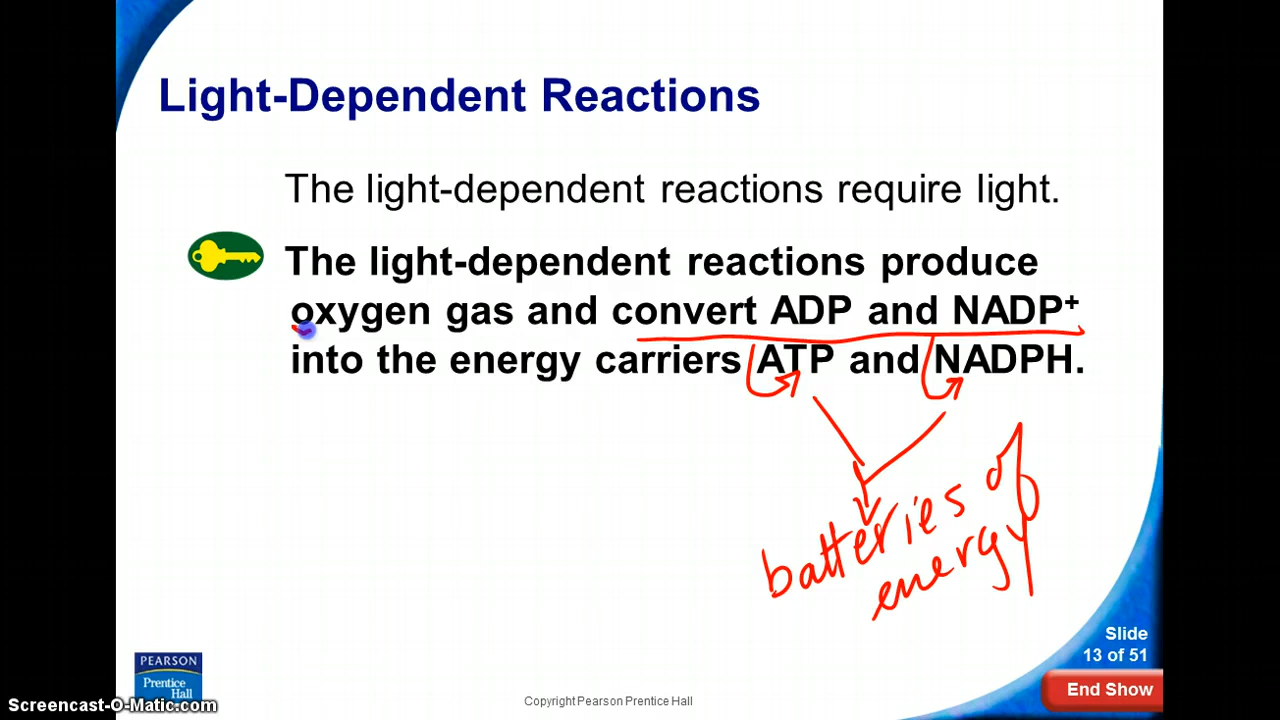 Light-Dependent Reactions
The light-dependent reactions require light.
The light-dependent reactions produce
oxygen gas and convert ADP and NADP⁺
into the energy carriers ATP and NADPH.
batteries of
energy
Slide
13 of 51
End Show
PEARSON
Prentice
Hall
Copyright Pearson Prentice Hall
Screencast-O-Matic.com